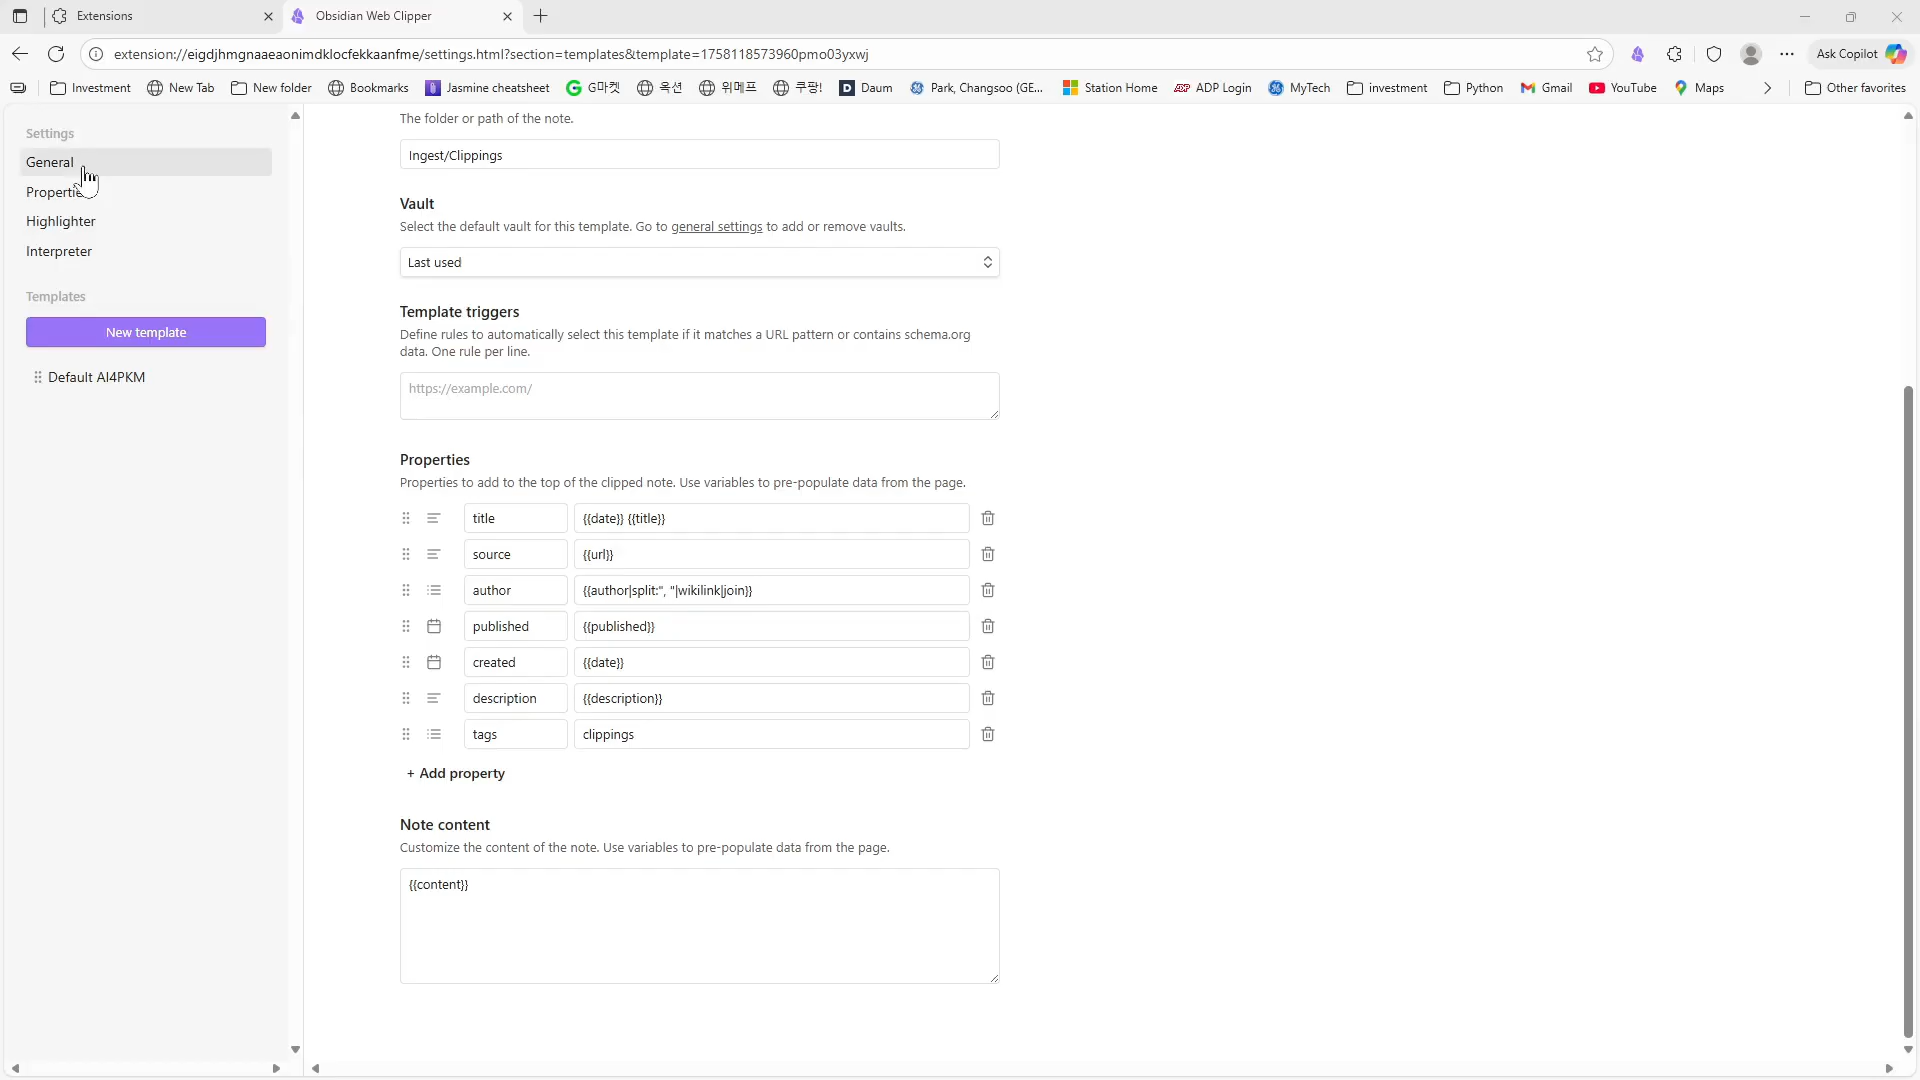 Extensions
Obsidian Web Clipper
extension://eigdjhmgnaaeaonimdklocfekkaanfme/settings.html?section=templates&template=1758118573960pmo03yxwj
Ask Copilot
Investment
New Tab
New folder
Bookmarks
Jasmine cheatsheet
G마켓
옥션
위메프
쿠팡!
Daum
Park, Changsoo (GE...
Station Home
ADP Login
MyTech
investment
Python
Gmail
YouTube
Maps
Other favorites
Settings
General
Propertie
Highlighter
Interpreter
Templates
New template
Default AI4PKM
The folder or path of the note.
Ingest/Clippings
Vault
Select the default vault for this template. Go to general settings to add or remove vaults.
Last used
Template triggers
Define rules to automatically select this template if it matches a URL pattern or contains schema.org
data. One rule per line.
https://example.com/
Properties
Properties to add to the top of the clipped note. Use variables to pre-populate data from the page.
title {{date}} {{title}}
source {{url}}
author {{author|split:", "|wikilink|join}}
published {{published}}
created {{date}}
description {{description}}
tags clippings
+ Add property
Note content
Customize the content of the note. Use variables to pre-populate data from the page.
{{content}}